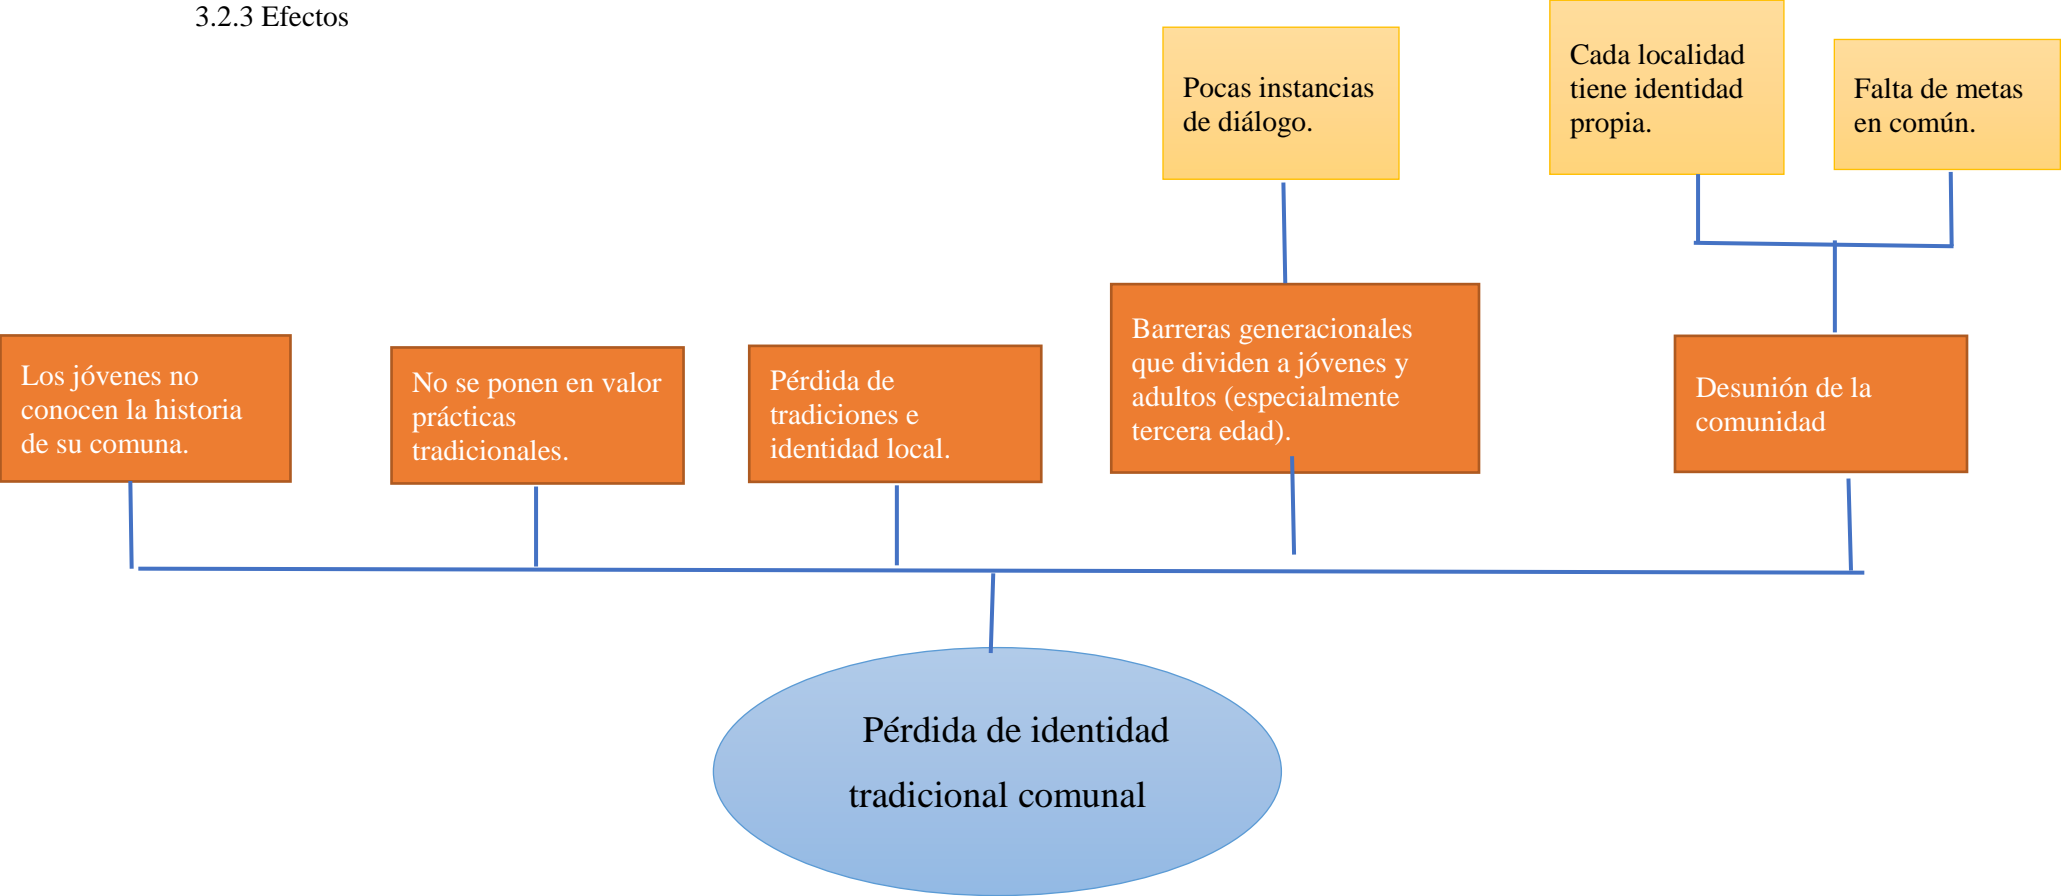 3.2.3 Efectos
Pocas instancias
de diálogo.
Cada localidad
tiene identidad
propia.
Falta de metas
en común.
Los jóvenes no
conocen la historia
de su comuna.
No se ponen en valor
prácticas
tradicionales.
Pérdida de
tradiciones e
identidad local.
Barreras generacionales
que dividen a jóvenes y
adultos (especialmente
tercera edad).
Desunión de la
comunidad
Pérdida de identidad
tradicional comunal